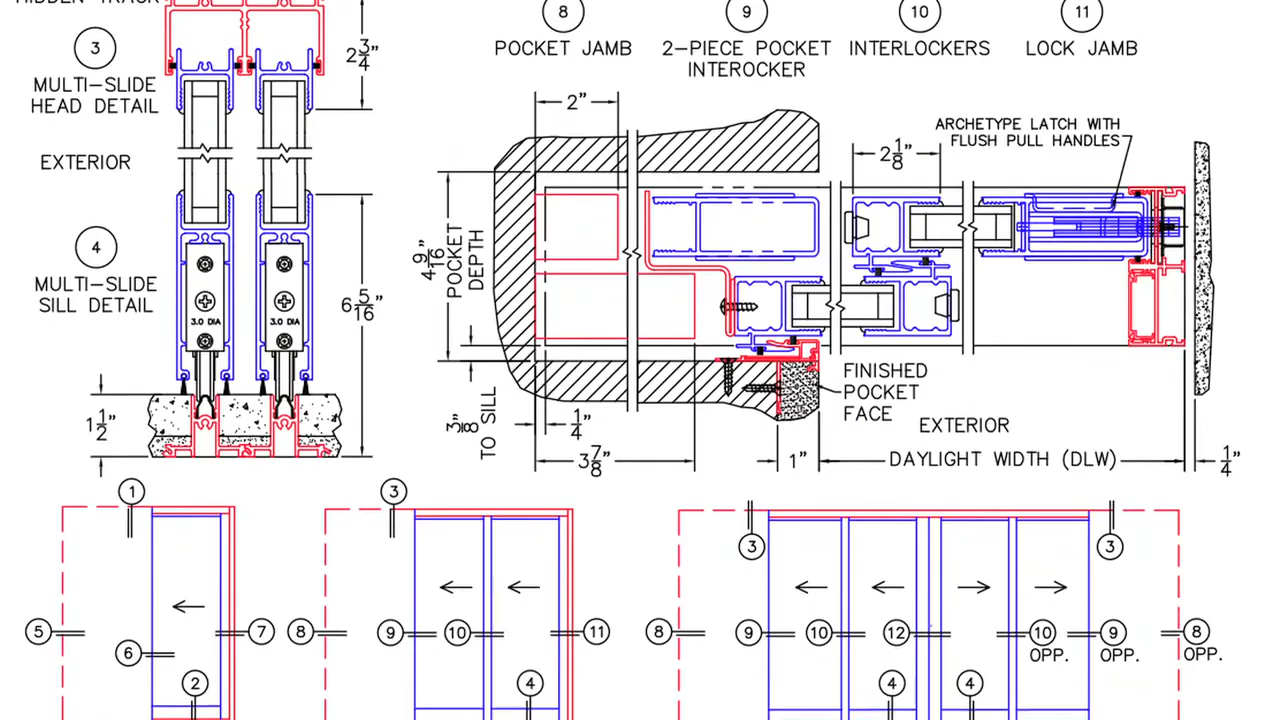 HIDDEN TRACK
3
MULTI-SLIDE
HEAD DETAIL
EXTERIOR
4
MULTI-SLIDE
SILL DETAIL
2 3/4"
6 5/16"
1 1/2"
3.0 DIA
3.0 DIA
8
POCKET JAMB
9
2-PIECE POCKET
INTEROCKER
10
INTERLOCKERS
11
LOCK JAMB
2"
2 1/8"
ARCHETYPE LATCH WITH
FLUSH PULL HANDLES
4 9/16"
POCKET
DEPTH
3/8"
TO SILL
1/4"
3 7/8"
1"
FINISHED
POCKET
FACE
EXTERIOR
DAYLIGHT WIDTH (DLW)
1/4"
1
5
6
7
2
3
8
9
10
11
4
3
3
8
9
10
12
10
OPP.
9
OPP.
8
OPP.
4
4